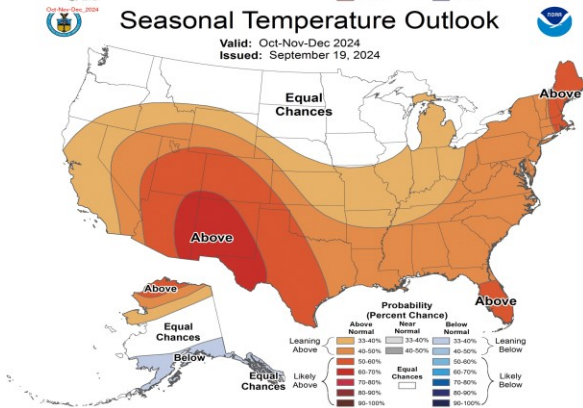 Oct-Nov-Dec_2024
Seasonal Temperature Outlook
Valid: Oct-Nov-Dec 2024
Issued: September 19, 2024
NOAA
Equal
Chances
Above
Above
Above
Above
Equal
Chances
Below
Equal
Chances
Probability
(Percent Chance)
Above
Normal
Near
Normal
Below
Normal
Leaning
Above
33-40%
40-50%
33-40%
40-50%
33-40%
40-50%
Leaning
Below
Likely
Above
50-60%
60-70%
70-80%
80-90%
90-100%
Equal
Chances
50-60%
60-70%
70-80%
80-90%
90-100%
Likely
Below